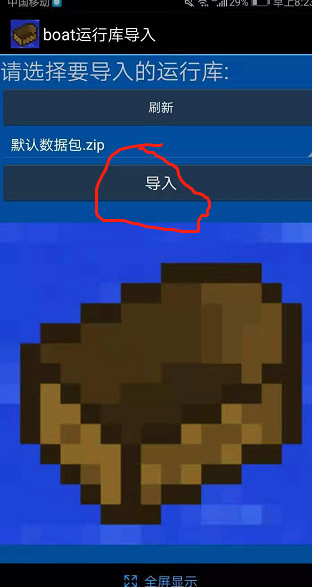 中国移动 29% 早上8:23
boat运行库导入
请选择要导入的运行库:
刷新
默认数据包.zip
导入
全屏显示